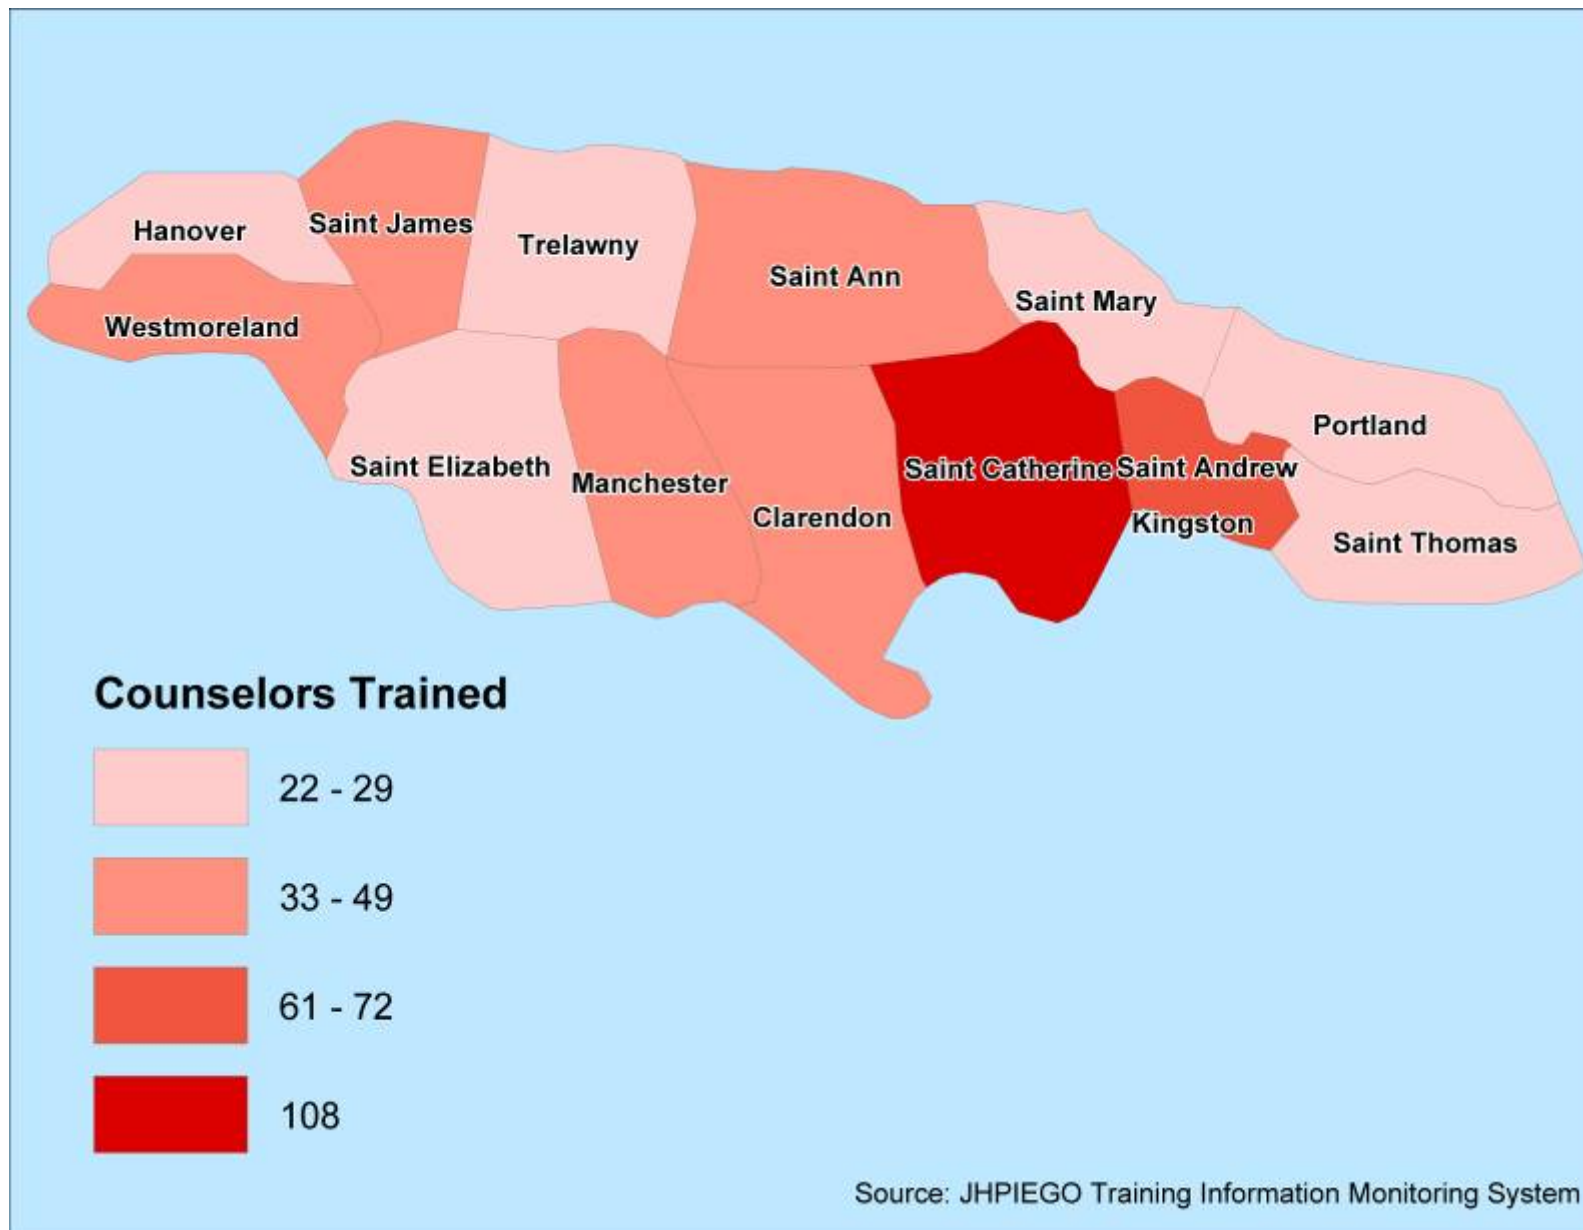 Hanover
Saint James
Trelawny
Saint Ann
Saint Mary
Westmoreland
Portland
Saint Elizabeth
Manchester
Saint Catherine
Saint Andrew
Clarendon
Kingston
Saint Thomas
Counselors Trained
22 - 29
33 - 49
61 - 72
108
Source: JHPIEGO Training Information Monitoring System